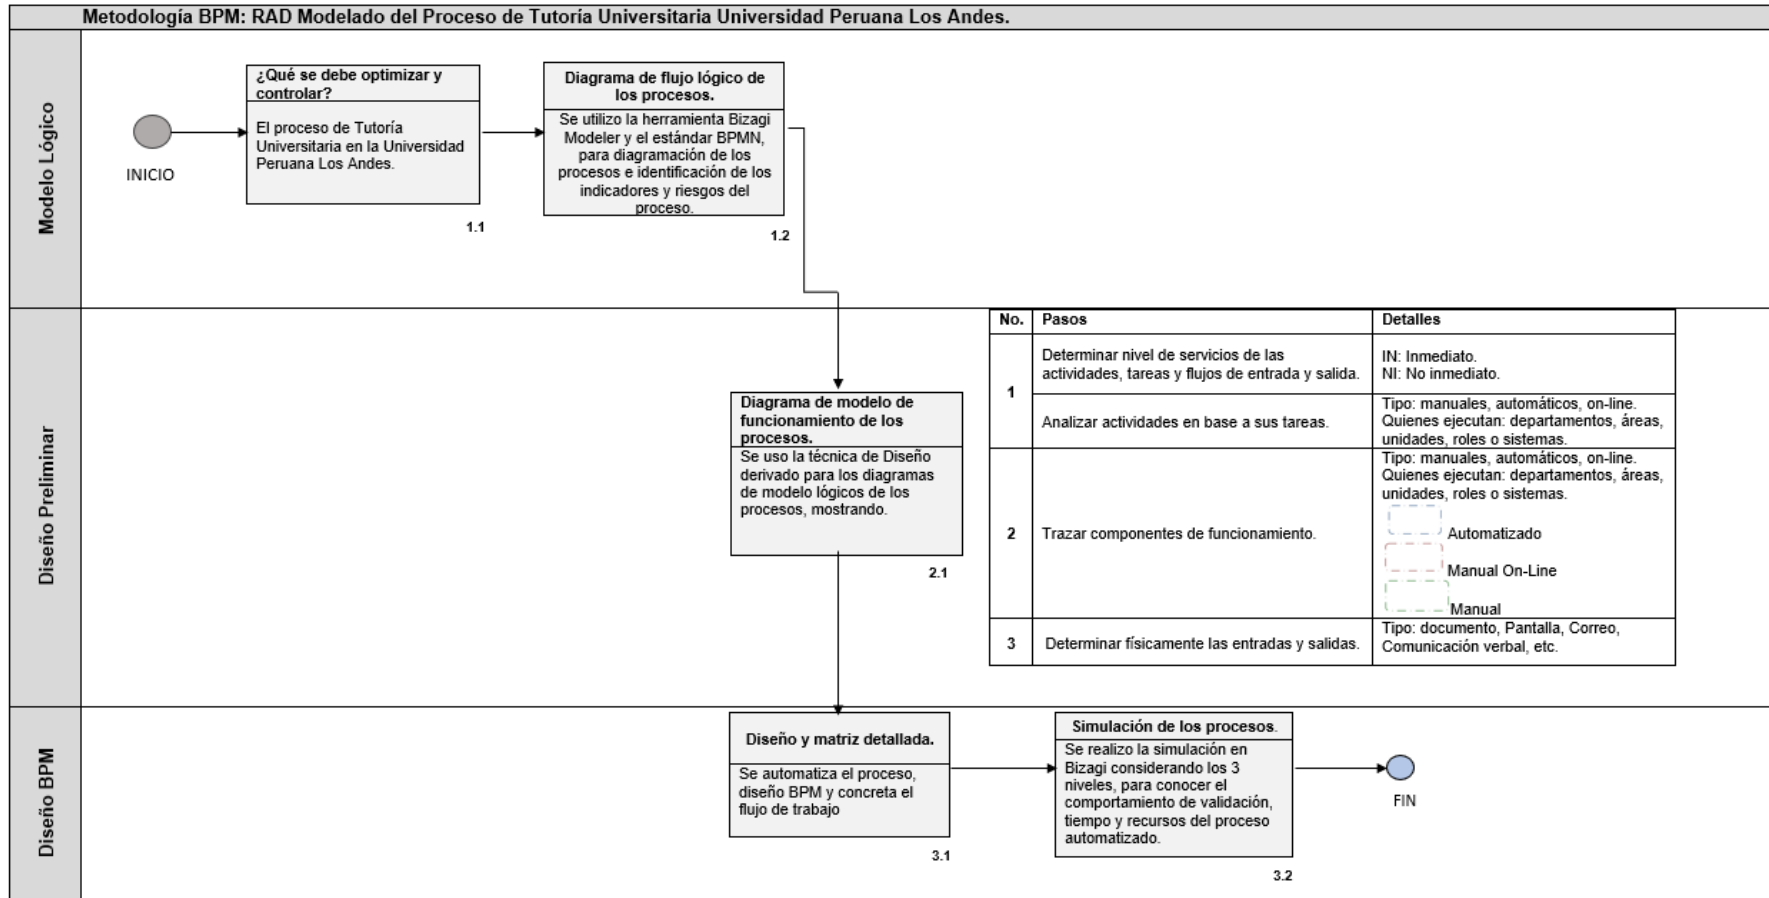 Metodología BPM: RAD Modelado del Proceso de Tutoría Universitaria Universidad Peruana Los Andes.
Modelo Lógico
INICIO
¿Qué se debe optimizar y
controlar?
El proceso de Tutoría
Universitaria en la Universidad
Peruana Los Andes.
1.1
Diagrama de flujo lógico de
los procesos.
Se utilizo la herramienta Bizagi
Modeler y el estándar BPMN,
para diagramación de los
procesos e identificación de los
indicadores y riesgos del
proceso.
1.2
Diseño Preliminar
Diagrama de modelo de
funcionamiento de los
procesos.
Se uso la técnica de Diseño
derivado para los diagramas
de modelo lógicos de los
procesos, mostrando.
2.1
No. Pasos Detalles
1
Determinar nivel de servicios de las
actividades, tareas y flujos de entrada y salida.
IN: Inmediato.
NI: No inmediato.
Analizar actividades en base a sus tareas.
Tipo: manuales, automáticos, on-line.
Quienes ejecutan: departamentos, áreas,
unidades, roles o sistemas.
2
Trazar componentes de funcionamiento.
Tipo: manuales, automáticos, on-line.
Quienes ejecutan: departamentos, áreas,
unidades, roles o sistemas.
Automatizado
Manual On-Line
Manual
3
Determinar físicamente las entradas y salidas.
Tipo: documento, Pantalla, Correo,
Comunicación verbal, etc.
Diseño BPM
Diseño y matriz detallada.
Se automatiza el proceso,
diseño BPM y concreta el
flujo de trabajo
3.1
Simulación de los procesos.
Se realizo la simulación en
Bizagi considerando los 3
niveles, para conocer el
comportamiento de validación,
tiempo y recursos del proceso
automatizado.
3.2
FIN